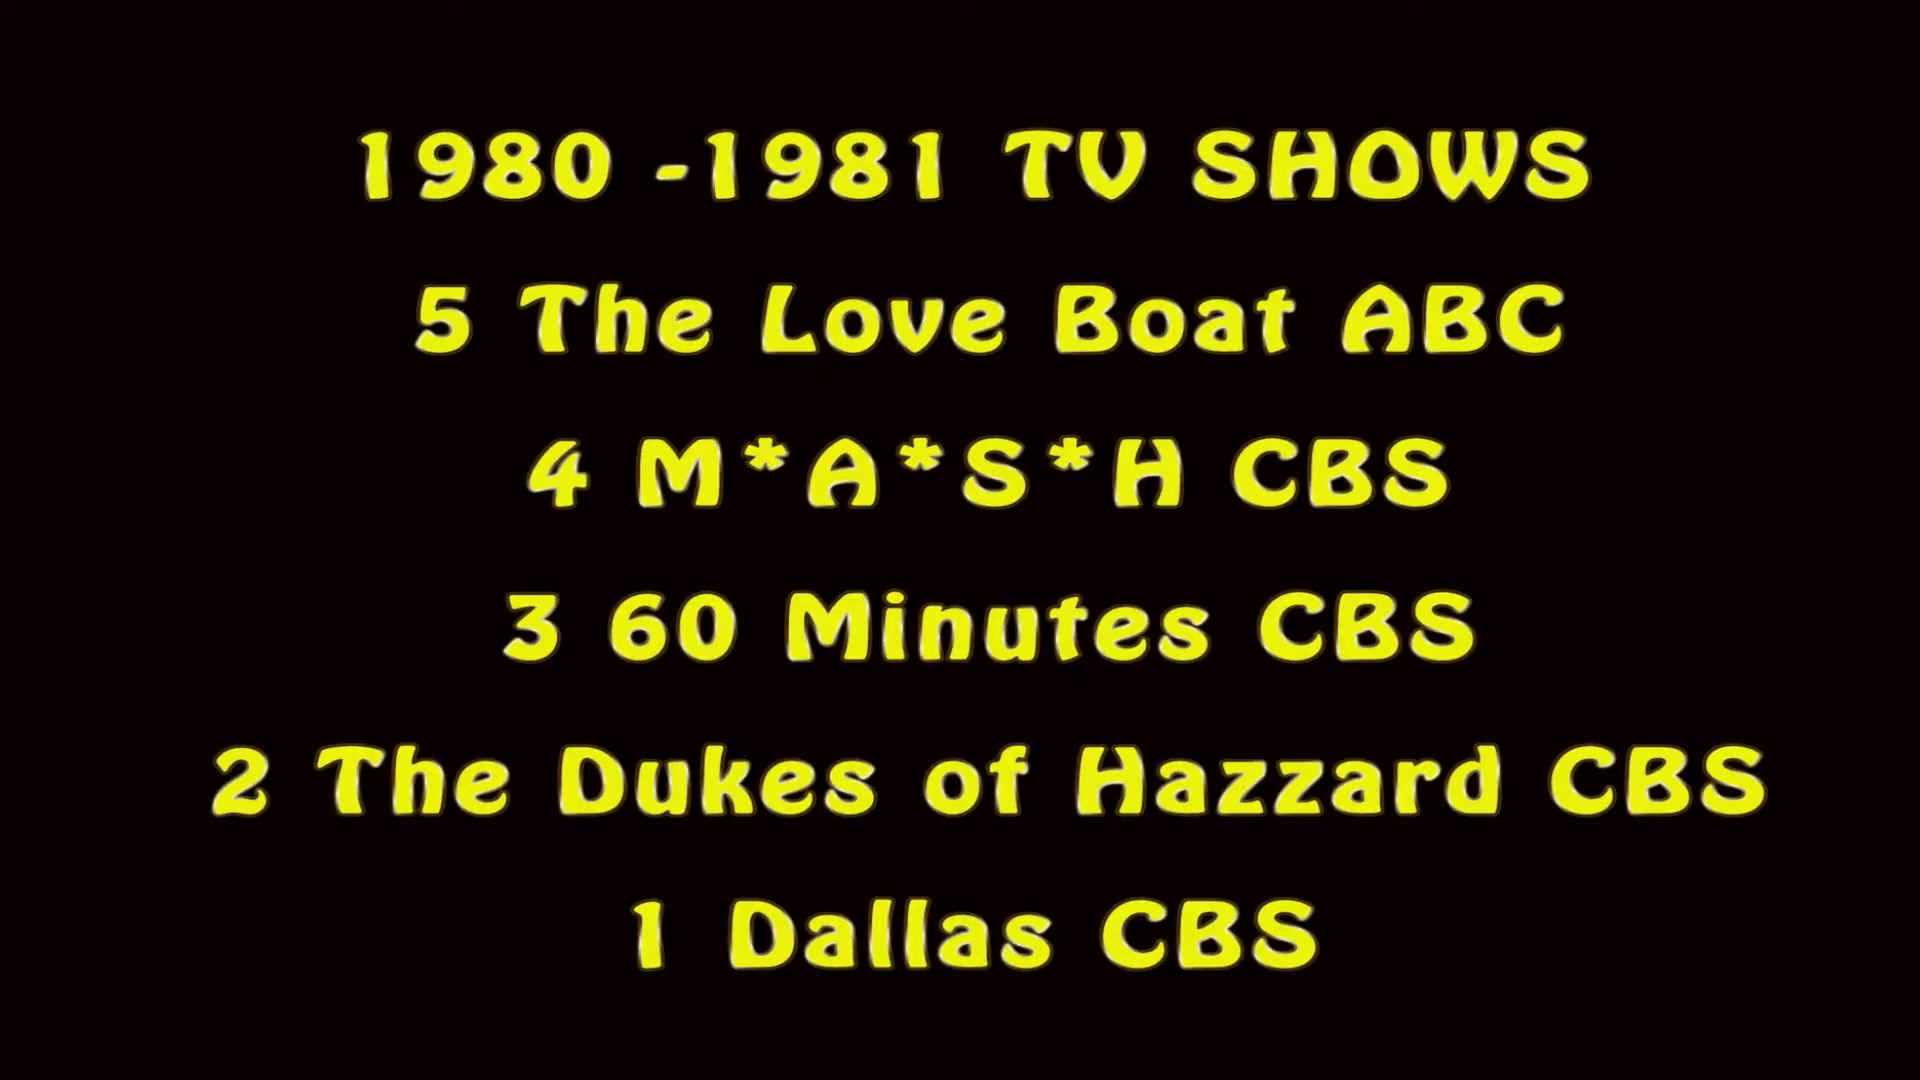 1980 -1981 TV SHOWS
5 The Love Boat ABC
4 M*A*S*H CBS
3 60 Minutes CBS
2 The Dukes of Hazzard CBS
1 Dallas CBS